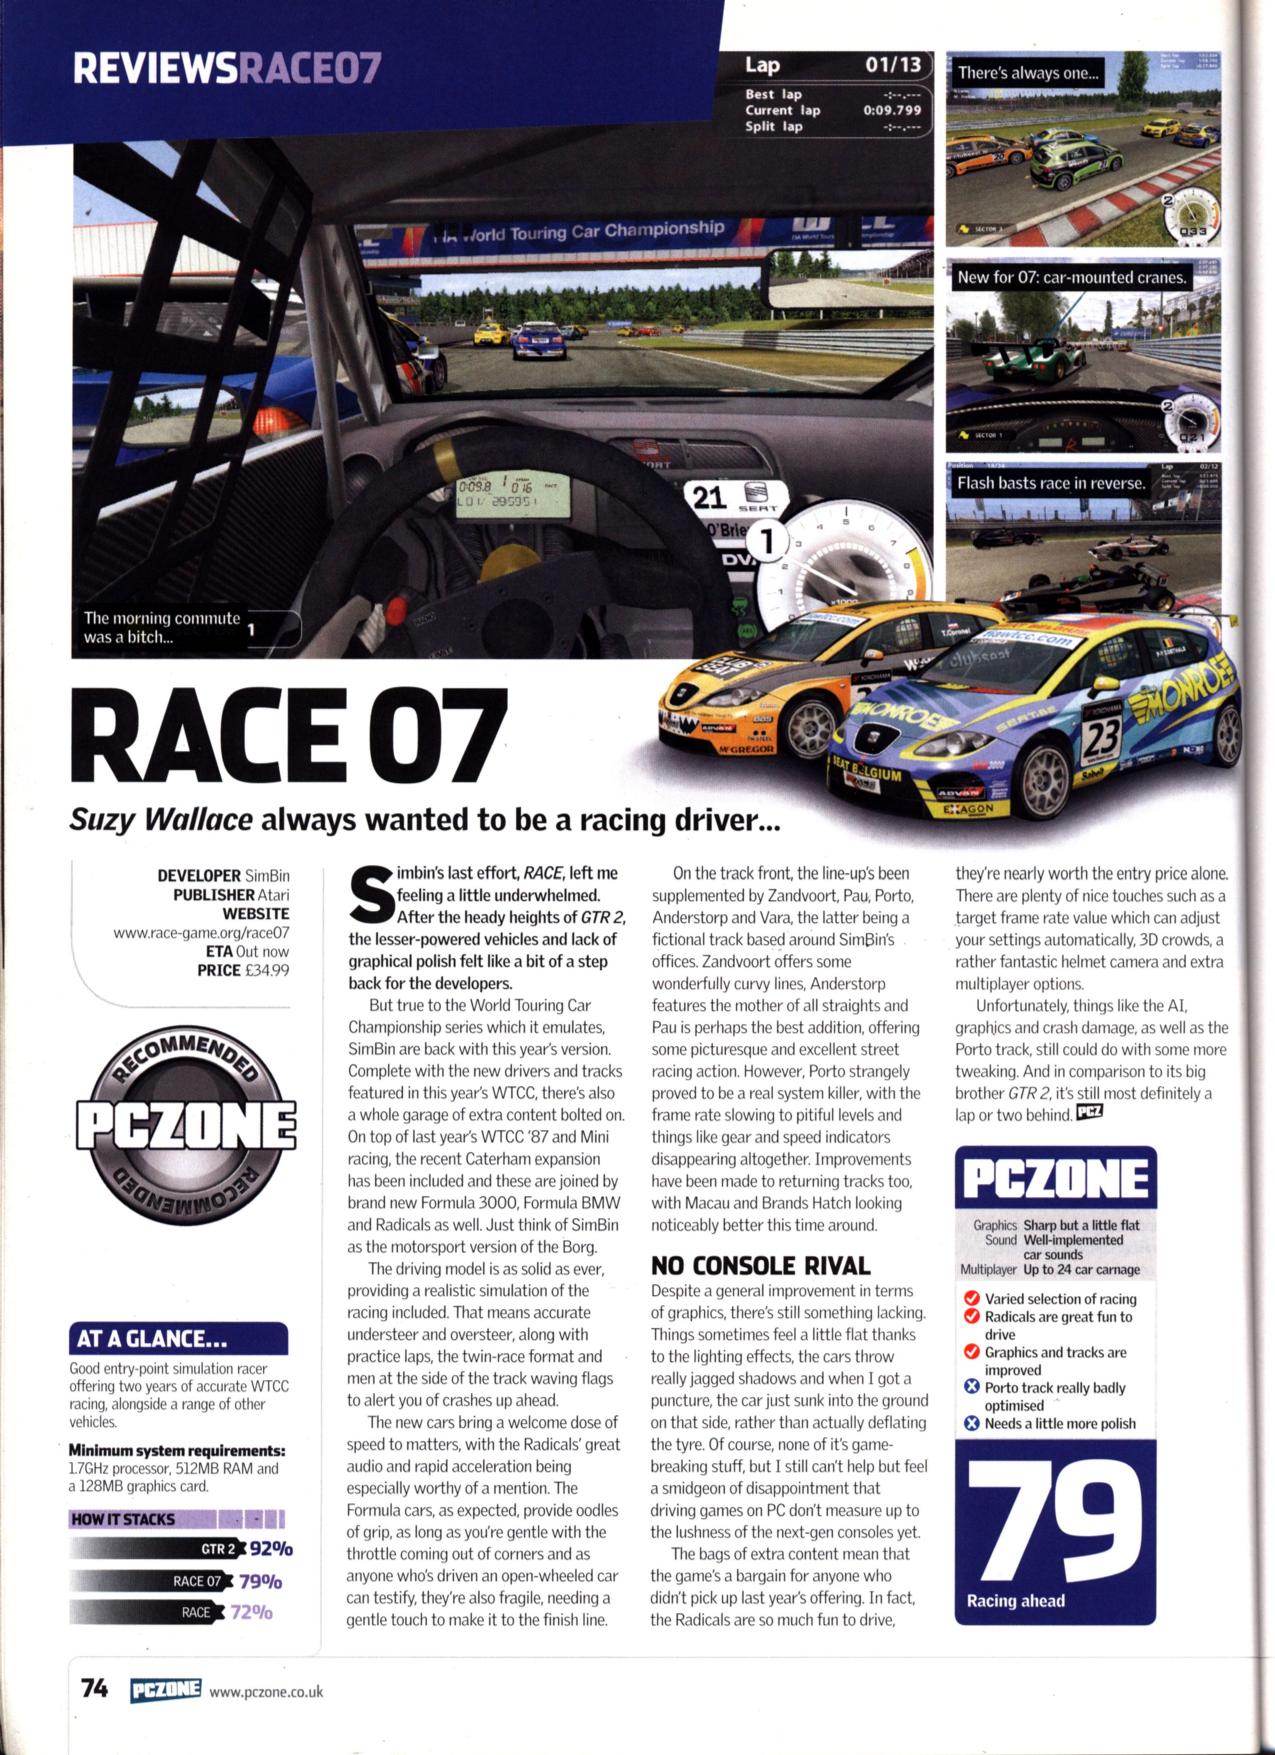 REVIEWSRACE07
Lap 01/13
Best lap -:--.---
Current lap 0:09.799
Split lap -:--.---
World Touring Car Championship
21
SEAT
1
The morning commute
was a bitch...
There's always one...
SECTOR
New for 07: car-mounted cranes.
SECTOR 1
Lap 02/12
Flash basts race in reverse.
T.Coronel
McGREGOR
clubseat
MONROE
MONROE
SEAT BELGIUM
YOKOHAMA
23
ADVAN
EXAGON
RACE 07
Suzy Wallace always wanted to be a racing driver...
DEVELOPER SimBin
PUBLISHER Atari
WEBSITE
www.race-game.org/race07
ETA Out now
PRICE £34.99
RECOMMENDED
PCZONE
RECOMMENDED
AT A GLANCE...
Good entry-point simulation racer
offering two years of accurate WTCC
racing, alongside a range of other
vehicles.
Minimum system requirements:
1.7GHz processor, 512MB RAM and
a 128MB graphics card.
HOW IT STACKS
GTR 2 92%
RACE 07 79%
RACE 72%
Simbin's last effort, RACE, left me
feeling a little underwhelmed.
After the heady heights of GTR 2,
the lesser-powered vehicles and lack of
graphical polish felt like a bit of a step
back for the developers.
But true to the World Touring Car
Championship series which it emulates,
SimBin are back with this year's version.
Complete with the new drivers and tracks
featured in this year's WTCC, there's also
a whole garage of extra content bolted on.
On top of last year's WTCC '87 and Mini
racing, the recent Caterham expansion
has been included and these are joined by
brand new Formula 3000, Formula BMW
and Radicals as well. Just think of SimBin
as the motorsport version of the Borg.
The driving model is as solid as ever,
providing a realistic simulation of the
racing included. That means accurate
understeer and oversteer, along with
practice laps, the twin-race format and
men at the side of the track waving flags
to alert you of crashes up ahead.
The new cars bring a welcome dose of
speed to matters, with the Radicals' great
audio and rapid acceleration being
especially worthy of a mention. The
Formula cars, as expected, provide oodles
of grip, as long as you're gentle with the
throttle coming out of corners and as
anyone who's driven an open-wheeled car
can testify, they're also fragile, needing a
gentle touch to make it to the finish line.
On the track front, the line-up's been
supplemented by Zandvoort, Pau, Porto,
Anderstorp and Vara, the latter being a
fictional track based around SimBin's
offices. Zandvoort offers some
wonderfully curvy lines, Anderstorp
features the mother of all straights and
Pau is perhaps the best addition, offering
some picturesque and excellent street
racing action. However, Porto strangely
proved to be a real system killer, with the
frame rate slowing to pitiful levels and
things like gear and speed indicators
disappearing altogether. Improvements
have been made to returning tracks too,
with Macau and Brands Hatch looking
noticeably better this time around.
NO CONSOLE RIVAL
Despite a general improvement in terms
of graphics, there's still something lacking.
Things sometimes feel a little flat thanks
to the lighting effects, the cars throw
really jagged shadows and when I got a
puncture, the car just sunk into the ground
on that side, rather than actually deflating
the tyre. Of course, none of it's game-
breaking stuff, but I still can't help but feel
a smidgeon of disappointment that
driving games on PC don't measure up to
the lushness of the next-gen consoles yet.
The bags of extra content mean that
the game's a bargain for anyone who
didn't pick up last year's offering. In fact,
the Radicals are so much fun to drive,
they're nearly worth the entry price alone.
There are plenty of nice touches such as a
target frame rate value which can adjust
your settings automatically, 3D crowds, a
rather fantastic helmet camera and extra
multiplayer options.
Unfortunately, things like the AI,
graphics and crash damage, as well as the
Porto track, still could do with some more
tweaking. And in comparison to its big
brother GTR 2, it's still most definitely a
lap or two behind. PCZ
PCZONE
Graphics Sharp but a little flat
Sound Well-implemented
car sounds
Multiplayer Up to 24 car carnage
Varied selection of racing
Radicals are great fun to
drive
Graphics and tracks are
improved
Porto track really badly
optimised
Needs a little more polish
79
Racing ahead
74 PCZONE www.pczone.co.uk